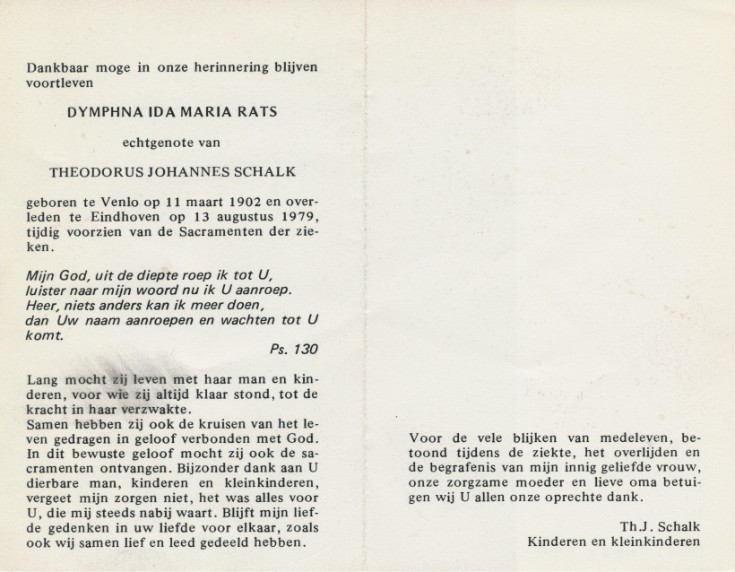 Dankbaar moge in onze herinnering blijven
voortleven
DYMPHNA IDA MARIA RATS
echtgenote van
THEODORUS JOHANNES SCHALK
geboren te Venlo op 11 maart 1902 en over-
leden te Eindhoven op 13 augustus 1979,
tijdig voorzien van de Sacramenten der zie-
ken.
Mijn God, uit de diepte roep ik tot U,
luister naar mijn woord nu ik U aanroep.
Heer, niets anders kan ik meer doen,
dan Uw naam aanroepen en wachten tot U
komt.
Ps. 130
Lang mocht zij leven met haar man en kin-
deren, voor wie zij altijd klaar stond, tot de
kracht in haar verzwakte.
Samen hebben zij ook de kruisen van het le-
ven gedragen in geloof verbonden met God.
In dit bewuste geloof mocht zij ook de sa-
cramenten ontvangen. Bijzonder dank aan U
dierbare man, kinderen en kleinkinderen,
vergeet mijn zorgen niet, het was alles voor
U, die mij steeds nabij waart. Blijft mijn lief-
de gedenken in uw liefde voor elkaar, zoals
ook wij samen lief en leed gedeeld hebben.
Voor de vele blijken van medeleven, be-
toond tijdens de ziekte, het overlijden en
de begrafenis van mijn innig geliefde vrouw,
onze zorgzame moeder en lieve oma betui-
gen wij U allen onze oprechte dank.
Th.J. Schalk
Kinderen en kleinkinderen